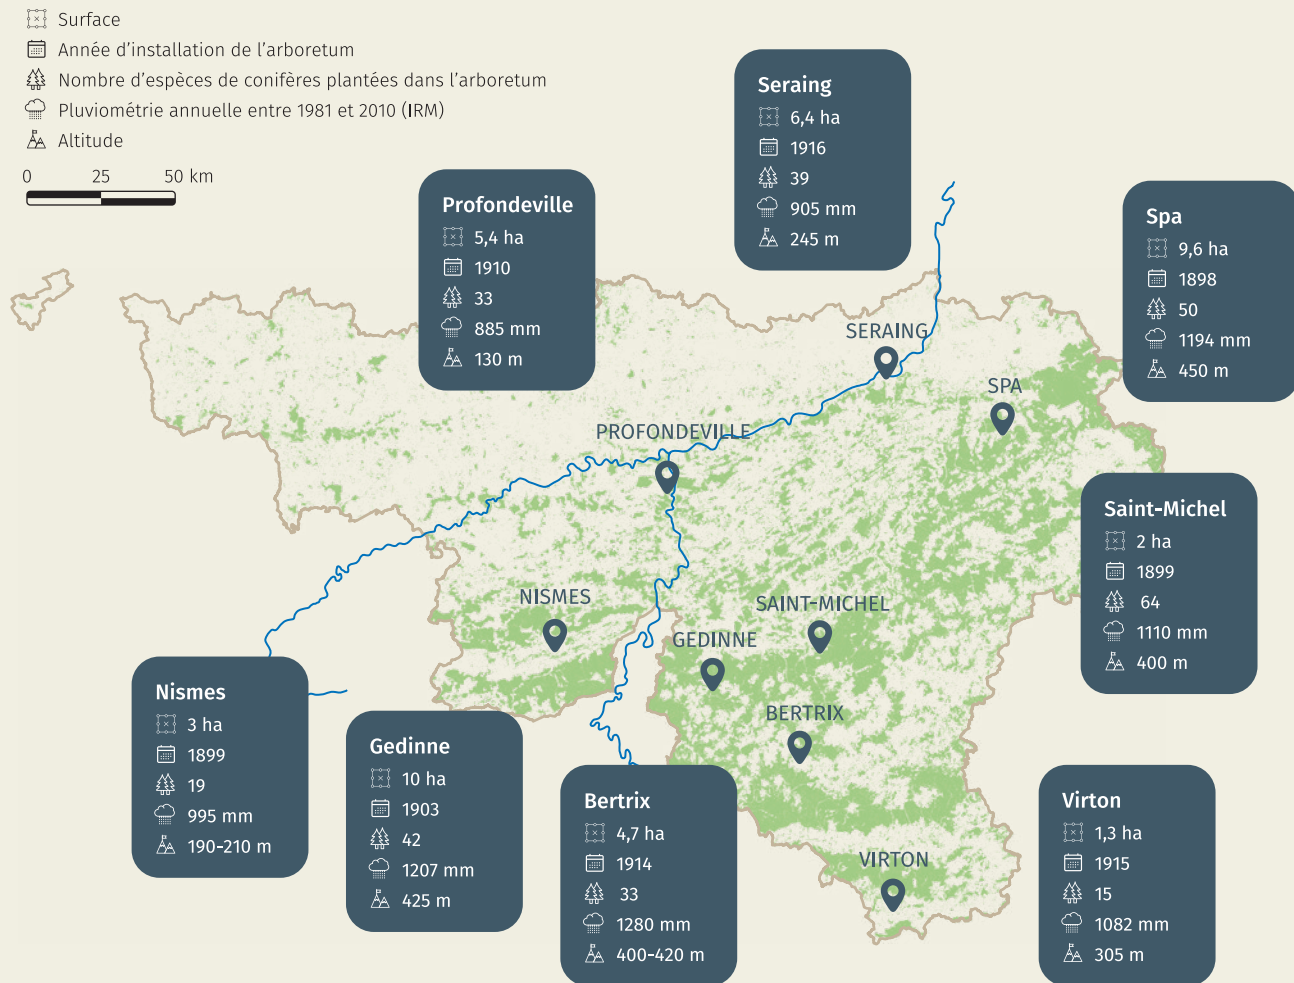 Surface
Année d'installation de l'arboretum
Nombre d'espèces de conifères plantées dans l'arboretum
Pluviométrie annuelle entre 1981 et 2010 (IRM)
Altitude
0 25 50 km
Profondeville
5,4 ha
1910
33
885 mm
130 m
Seraing
6,4 ha
1916
39
905 mm
245 m
Spa
9,6 ha
1898
50
1194 mm
450 m
SERAING
SPA
PROFONDEVILLE
NISMES
SAINT-MICHEL
GEDINNE
BERTRIX
VIRTON
Saint-Michel
2 ha
1899
64
1110 mm
400 m
Nismes
3 ha
1899
19
995 mm
190-210 m
Gedinne
10 ha
1903
42
1207 mm
425 m
Bertrix
4,7 ha
1914
33
1280 mm
400-420 m
Virton
1,3 ha
1915
15
1082 mm
305 m